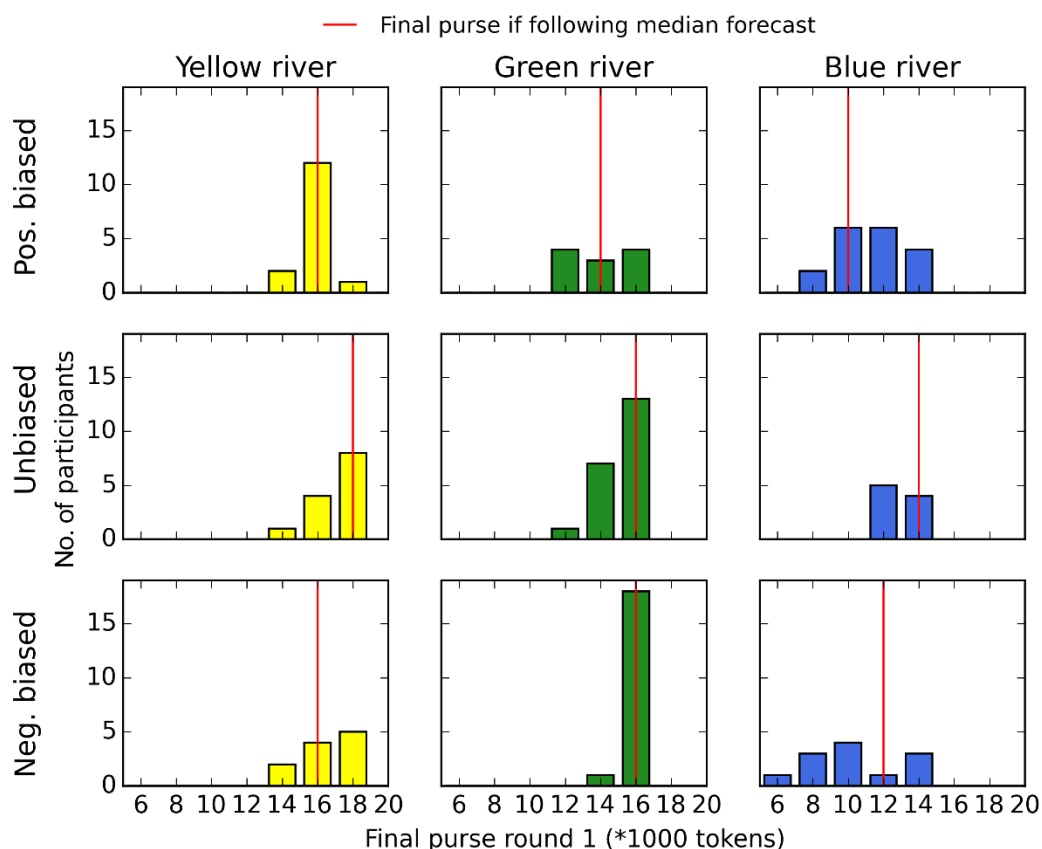 Final purse if following median forecast
Yellow river Green river Blue river
Pos. biased
15
10
5
0
Unbiased
No. of participants
15
10
5
0
Neg. biased
15
10
5
0
6 8 10 12 14 16 18 20 6 8 10 12 14 16 18 20 6 8 10 12 14 16 18 20
Final purse round 1 (*1000 tokens)